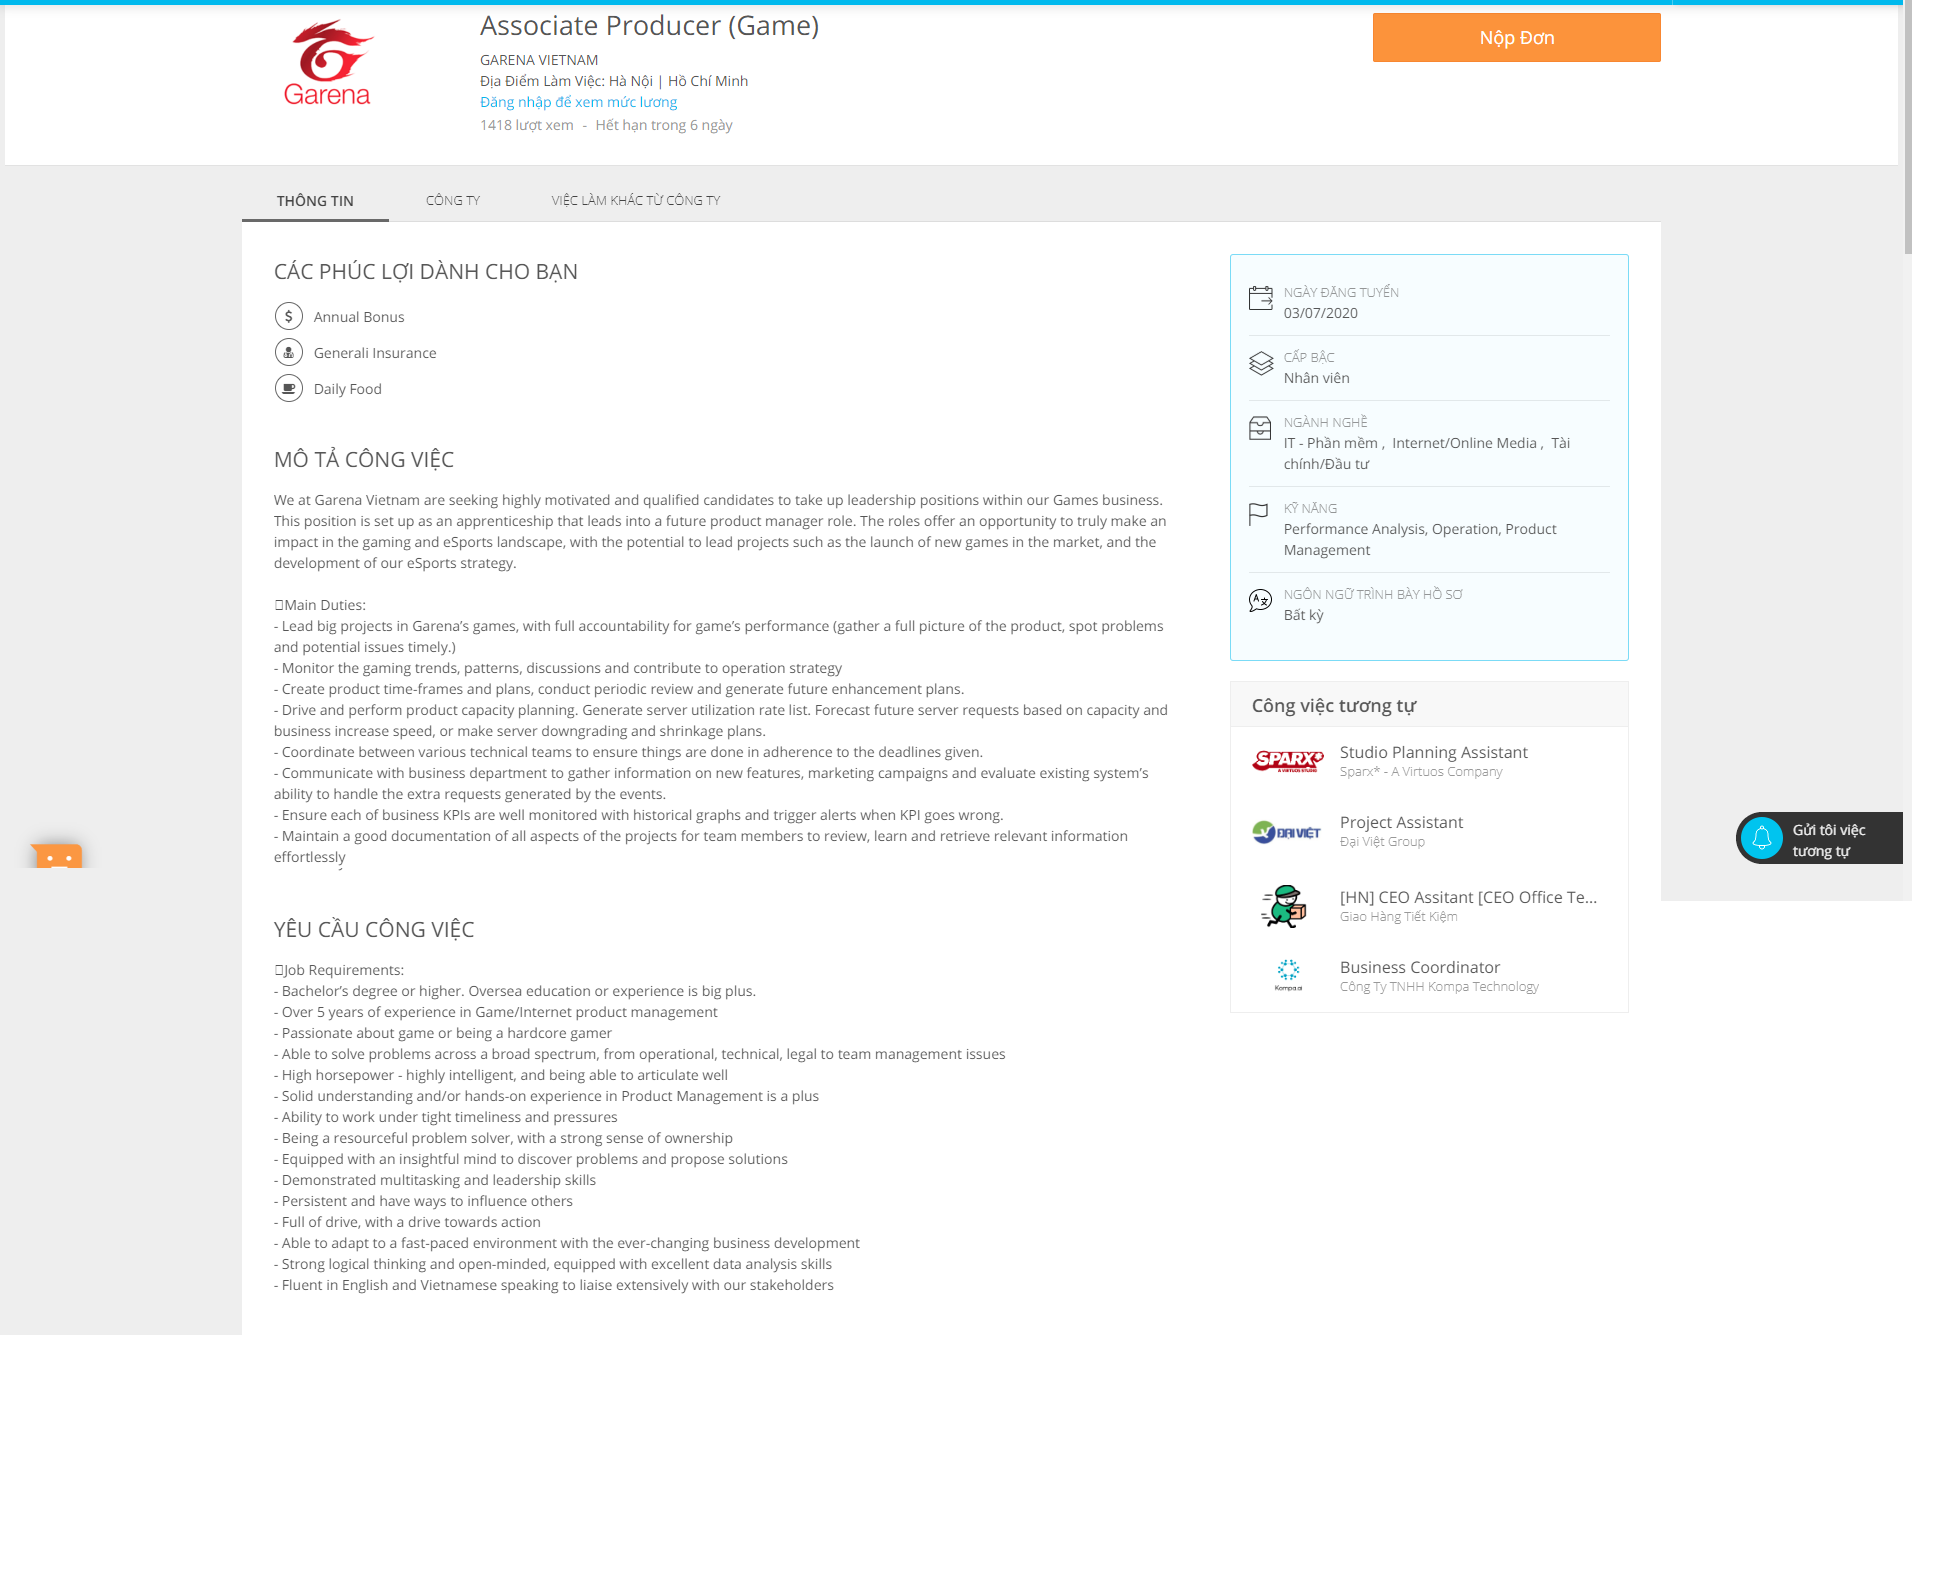 Garena
Associate Producer (Game)
GARENA VIETNAM
Địa Điểm Làm Việc: Hà Nội | Hồ Chí Minh
Đăng nhập để xem mức lương
1418 lượt xem - Hết hạn trong 6 ngày
Nộp Đơn
THÔNG TIN
CÔNG TY
VIỆC LÀM KHÁC TỪ CÔNG TY
CÁC PHÚC LỢI DÀNH CHO BẠN
Annual Bonus
Generali Insurance
Daily Food
MÔ TẢ CÔNG VIỆC
We at Garena Vietnam are seeking highly motivated and qualified candidates to take up leadership positions within our Games business.
This position is set up as an apprenticeship that leads into a future product manager role. The roles offer an opportunity to truly make an
impact in the gaming and eSports landscape, with the potential to lead projects such as the launch of new games in the market, and the
development of our eSports strategy.
Main Duties:
- Lead big projects in Garena’s games, with full accountability for game’s performance (gather a full picture of the product, spot problems
and potential issues timely.)
- Monitor the gaming trends, patterns, discussions and contribute to operation strategy
- Create product time-frames and plans, conduct periodic review and generate future enhancement plans.
- Drive and perform product capacity planning. Generate server utilization rate list. Forecast future server requests based on capacity and
business increase speed, or make server downgrading and shrinkage plans.
- Coordinate between various technical teams to ensure things are done in adherence to the deadlines given.
- Communicate with business department to gather information on new features, marketing campaigns and evaluate existing system’s
ability to handle the extra requests generated by the events.
- Ensure each of business KPIs are well monitored with historical graphs and trigger alerts when KPI goes wrong.
- Maintain a good documentation of all aspects of the projects for team members to review, learn and retrieve relevant information
effortlessly
YÊU CẦU CÔNG VIỆC
Job Requirements:
- Bachelor’s degree or higher. Oversea education or experience is big plus.
- Over 5 years of experience in Game/Internet product management
- Passionate about game or being a hardcore gamer
- Able to solve problems across a broad spectrum, from operational, technical, legal to team management issues
- High horsepower - highly intelligent, and being able to articulate well
- Solid understanding and/or hands-on experience in Product Management is a plus
- Ability to work under tight timeliness and pressures
- Being a resourceful problem solver, with a strong sense of ownership
- Equipped with an insightful mind to discover problems and propose solutions
- Demonstrated multitasking and leadership skills
- Persistent and have ways to influence others
- Full of drive, with a drive towards action
- Able to adapt to a fast-paced environment with the ever-changing business development
- Strong logical thinking and open-minded, equipped with excellent data analysis skills
- Fluent in English and Vietnamese speaking to liaise extensively with our stakeholders
NGÀY ĐĂNG TUYỂN
03/07/2020
CẤP BẬC
Nhân viên
NGÀNH NGHỀ
IT - Phần mềm , Internet/Online Media , Tài
chính/Đầu tư
KỸ NĂNG
Performance Analysis, Operation, Product
Management
NGÔN NGỮ TRÌNH BÀY HỒ SƠ
Bất kỳ
Công việc tương tự
SPARX*
A VIRTUOS STUDIO
Studio Planning Assistant
Sparx* - A Virtuos Company
ĐẠI VIỆT
Project Assistant
Đại Việt Group
[HN] CEO Assitant [CEO Office Te...
Giao Hàng Tiết Kiệm
Kompa.ai
Business Coordinator
Công Ty TNHH Kompa Technology
Gửi tôi việc
tương tự